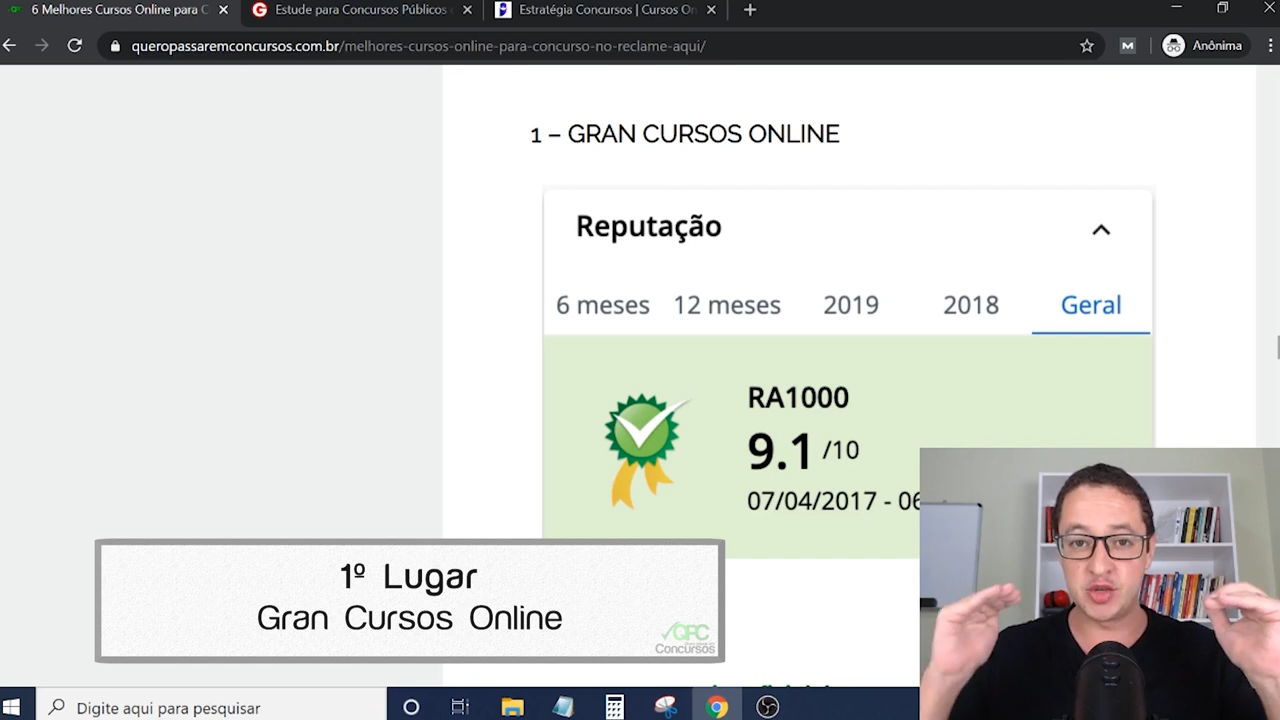 6 Melhores Cursos Online para C
Estude para Concursos Públicos
Estratégia Concursos | Cursos On
queropassaremconcursos.com.br/melhores-cursos-online-para-concurso-no-reclame-aqui/
Anônima
1 – GRAN CURSOS ONLINE
Reputação
6 meses 12 meses 2019 2018 Geral
RA1000
9.1 /10
07/04/2017 - 06
1º Lugar
Gran Cursos Online
QFC
Concursos
Digite aqui para pesquisar